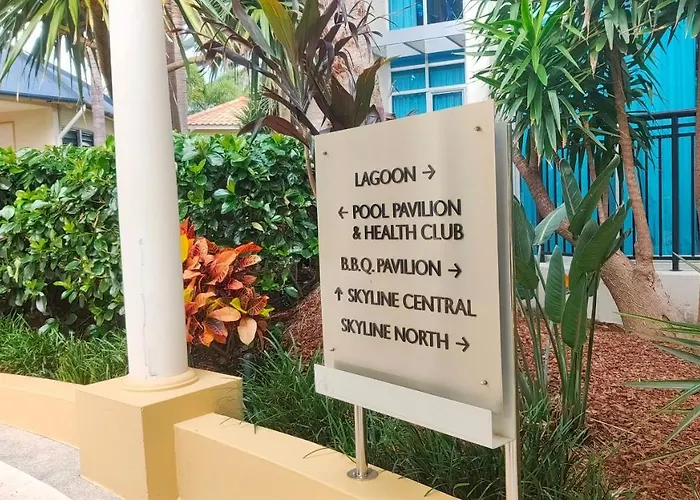 LAGOON →
← POOL PAVILION
& HEALTH CLUB
B.B.Q. PAVILION →
↑ SKYLINE CENTRAL
SKYLINE NORTH →